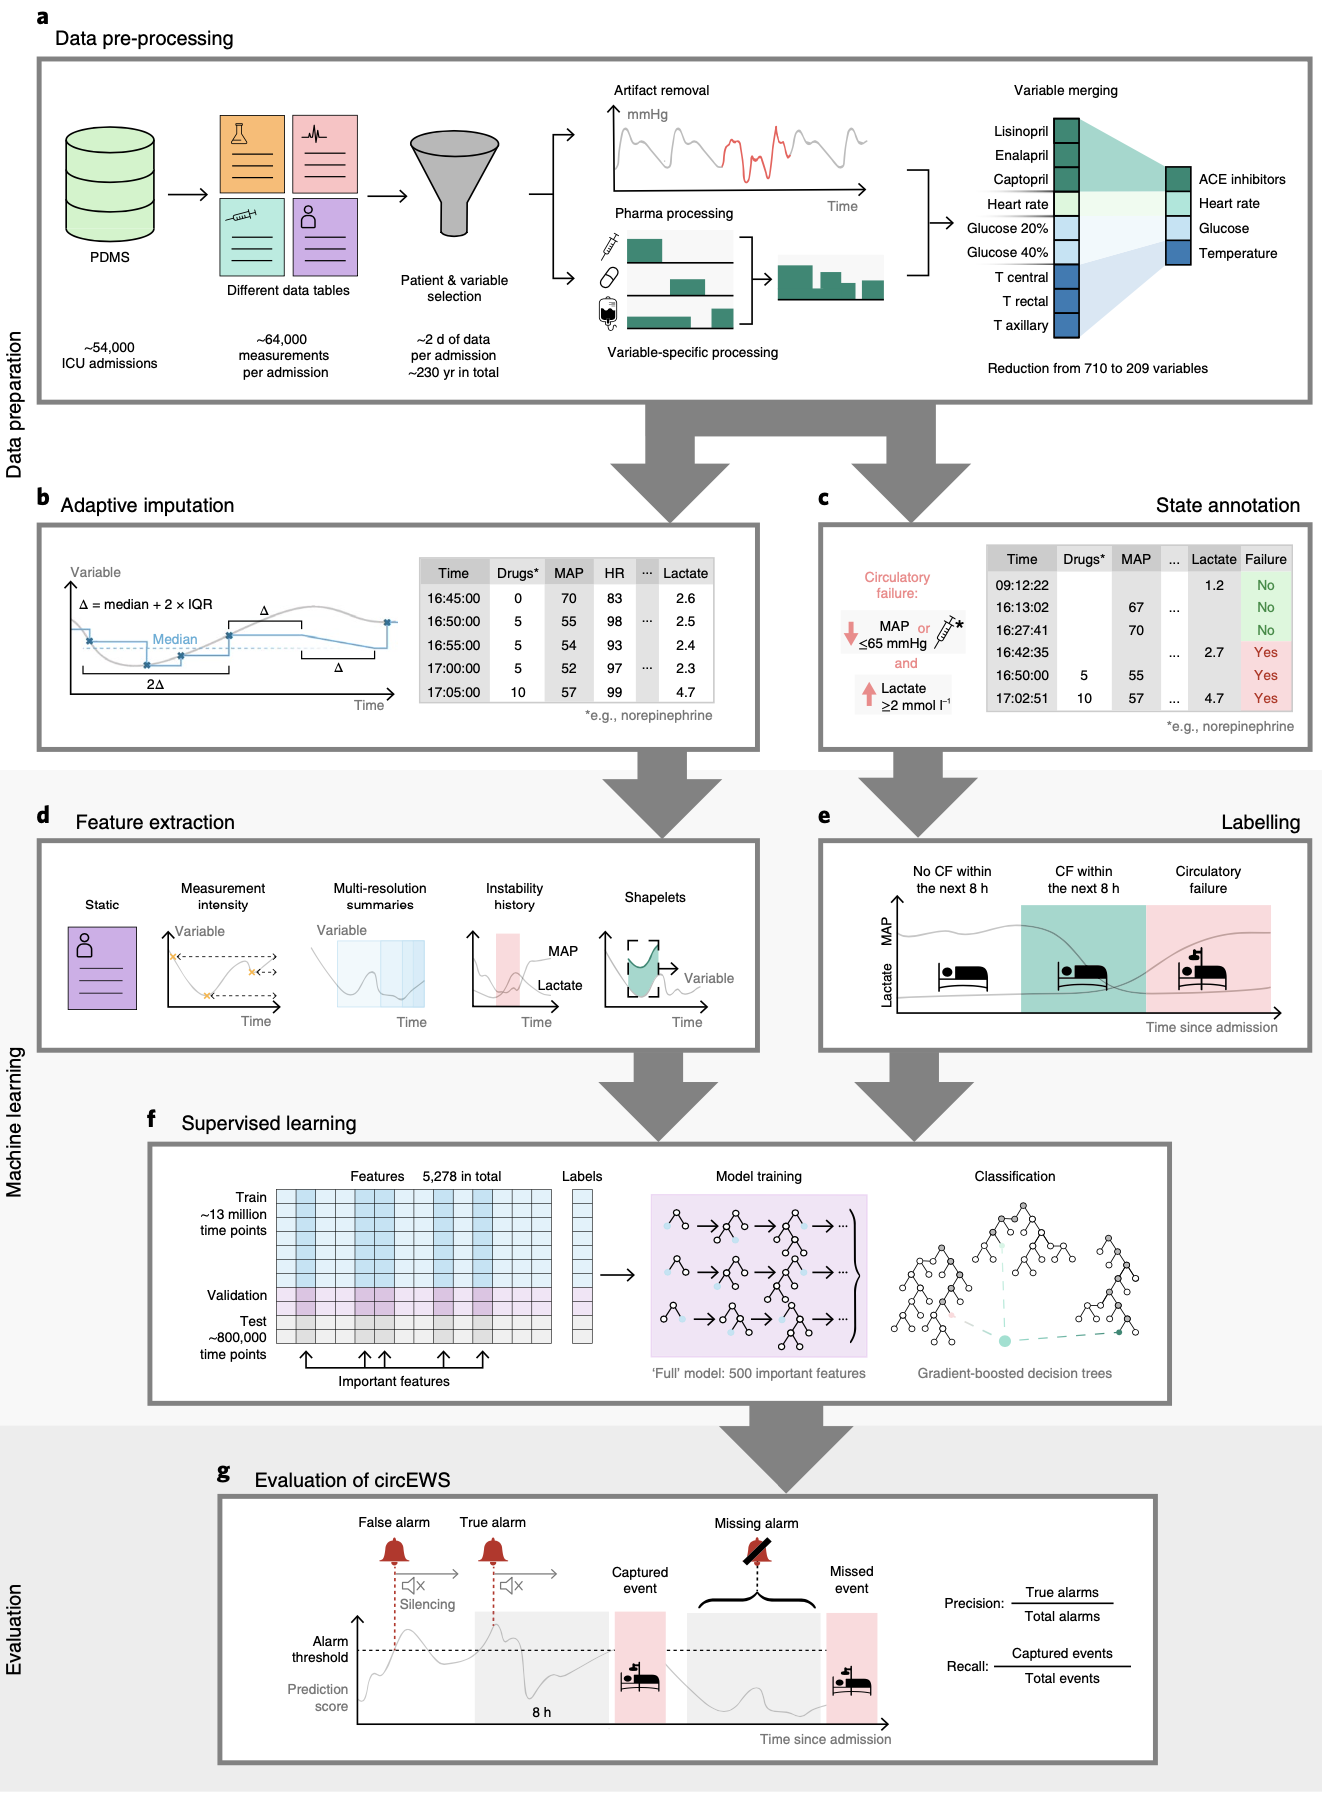 a
Data pre-processing
Artifact removal
mmHg
Time
Variable merging
Lisinopril
Enalapril
Captopril
Heart rate
Glucose 20%
Glucose 40%
T central
T rectal
T axillary
ACE inhibitors
Heart rate
Glucose
Temperature
PDMS
Different data tables
Patient & variable
selection
Pharma processing
Variable-specific processing
~54,000
ICU admissions
~64,000
measurements
per admission
~2 d of data
per admission
~230 yr in total
Reduction from 710 to 209 variables
Data preparation
b
Adaptive imputation
Variable
Δ = median + 2 × IQR
Δ
Median
Δ
2Δ
Time
Time Drugs* MAP HR ... Lactate
16:45:00 0 70 83 2.6
16:50:00 5 55 98 ... 2.5
16:55:00 5 54 93 2.4
17:00:00 5 52 97 ... 2.3
17:05:00 10 57 99 4.7
*e.g., norepinephrine
c
State annotation
Circulatory
failure:
MAP or *
≤65 mmHg
and
Lactate
≥2 mmol l⁻¹
Time Drugs* MAP ... Lactate Failure
09:12:22 1.2 No
16:13:02 67 ... No
16:27:41 70 No
16:42:35 ... 2.7 Yes
16:50:00 5 55 Yes
17:02:51 10 57 ... 4.7 Yes
*e.g., norepinephrine
d
Feature extraction
Static
Measurement
intensity
Variable
Time
Multi-resolution
summaries
Variable
Time
Instability
history
MAP
Lactate
Time
Shapelets
Variable
Time
e
Labelling
No CF within
the next 8 h
CF within
the next 8 h
Circulatory
failure
MAP
Lactate
Time since admission
Machine learning
f
Supervised learning
Features 5,278 in total
Labels
Train
~13 million
time points
Validation
Test
~800,000
time points
Important features
Model training
...
...
...
'Full' model: 500 important features
Classification
Gradient-boosted decision trees
g
Evaluation of circEWS
False alarm
True alarm
Missing alarm
Silencing
Captured
event
Missed
event
Alarm
threshold
Prediction
score
8 h
Time since admission
Precision: True alarms
Total alarms
Recall: Captured events
Total events
Evaluation